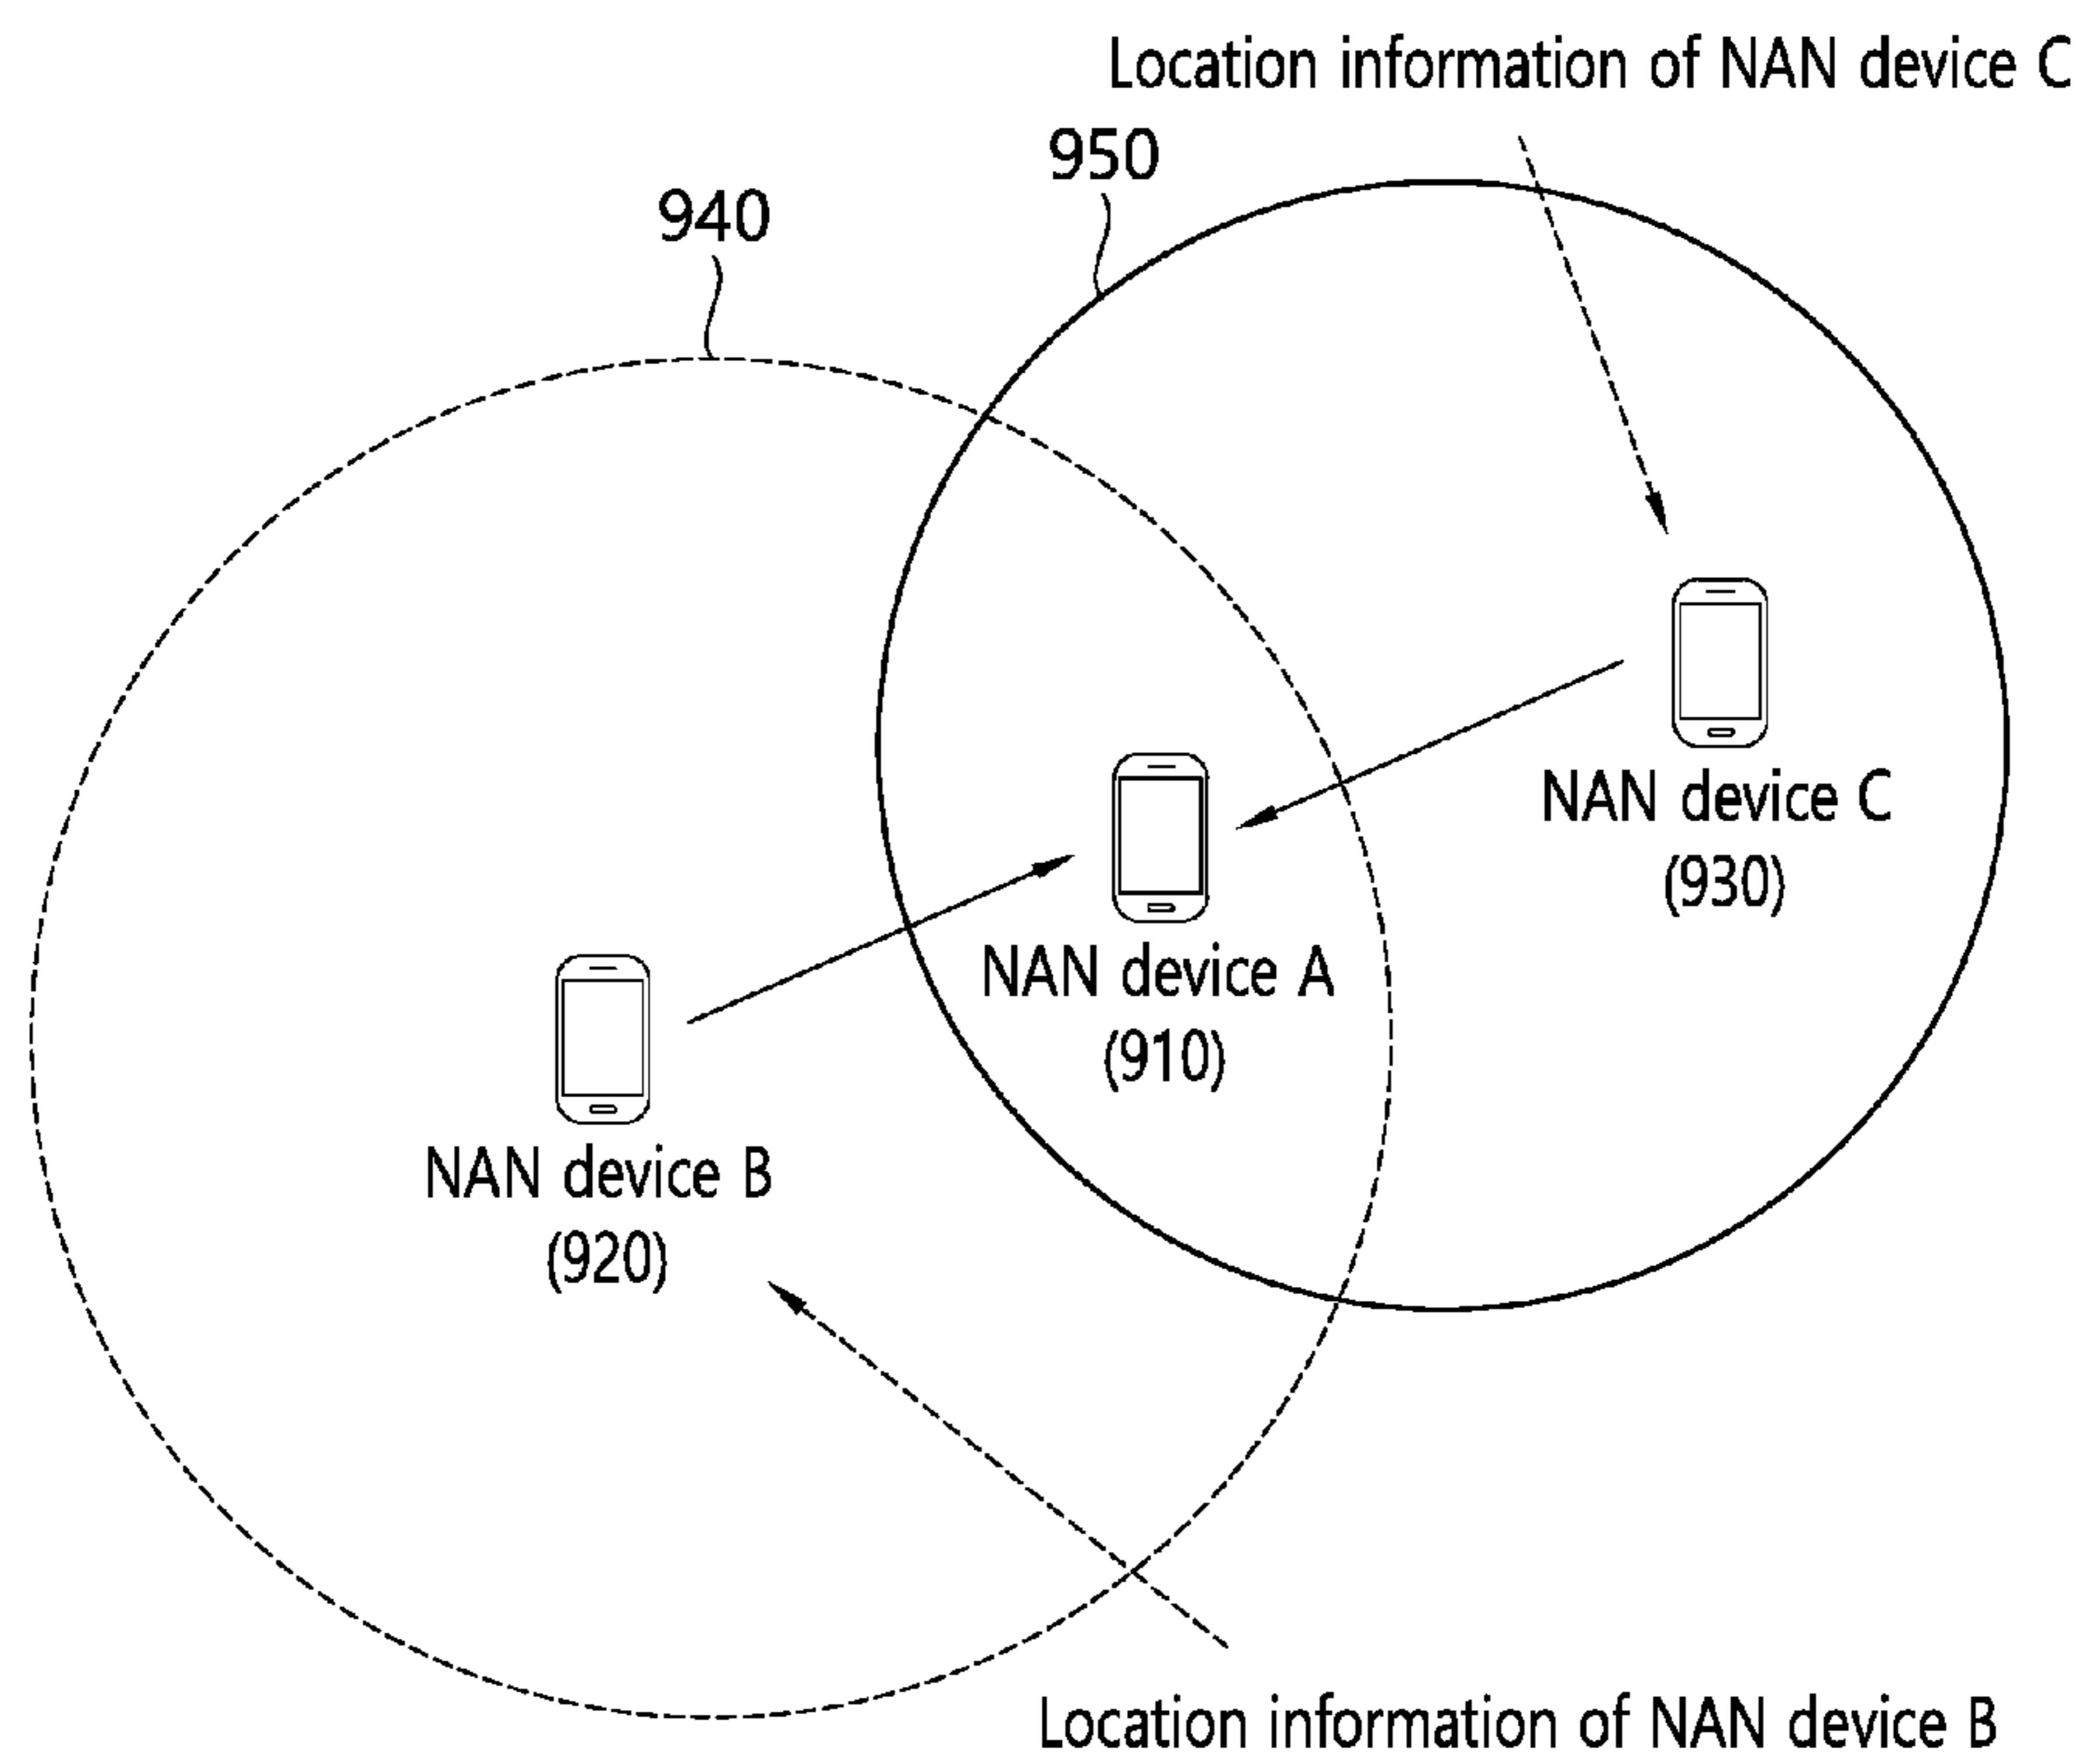 Location information of NAN device C
950
940
NAN device C
(930)
NAN device A
(910)
NAN device B
(920)
Location information of NAN device B